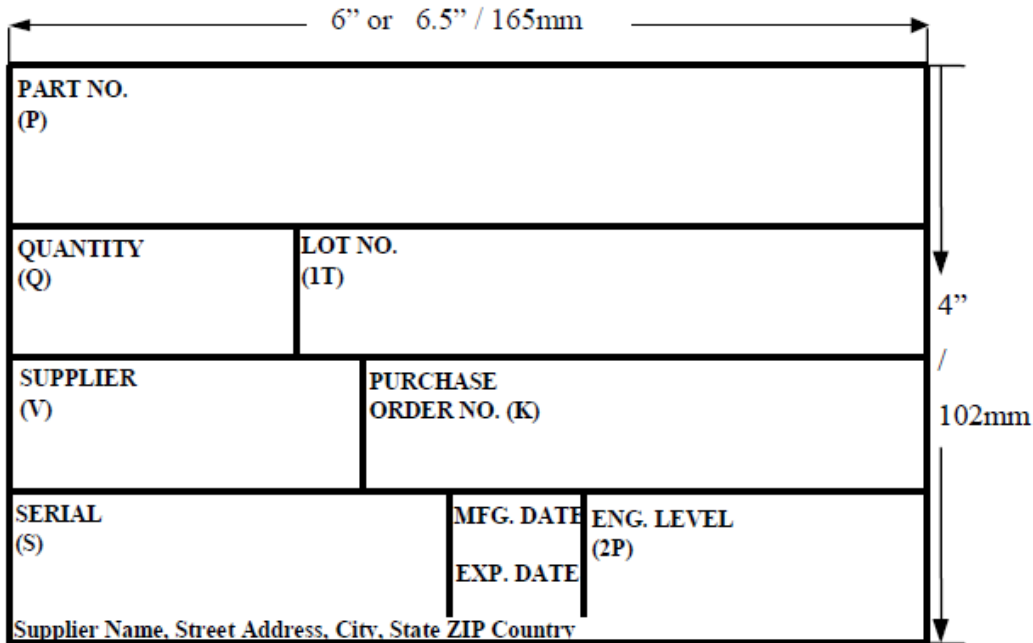 6” or 6.5” / 165mm
PART NO.
(P)
QUANTITY
(Q)
LOT NO.
(1T)
4”
/
102mm
SUPPLIER
(V)
PURCHASE
ORDER NO. (K)
SERIAL
(S)
MFG. DATE
EXP. DATE
ENG. LEVEL
(2P)
Supplier Name, Street Address, City, State ZIP Country